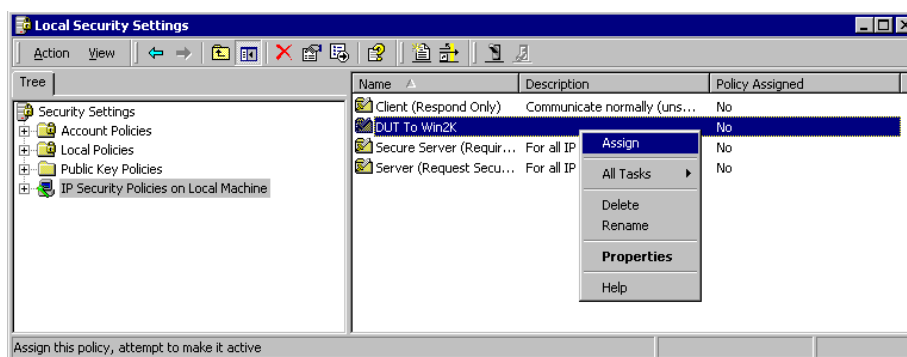 Local Security Settings
Action View
Tree
Name Description Policy Assigned
Security Settings
Account Policies
Local Policies
Public Key Policies
IP Security Policies on Local Machine
Client (Respond Only) Communicate normally (uns... No
DUT To Win2K No
Secure Server (Requir... For all IP No
Server (Request Secu... For all IP No
Assign
All Tasks
Delete
Rename
Properties
Help
Assign this policy, attempt to make it active